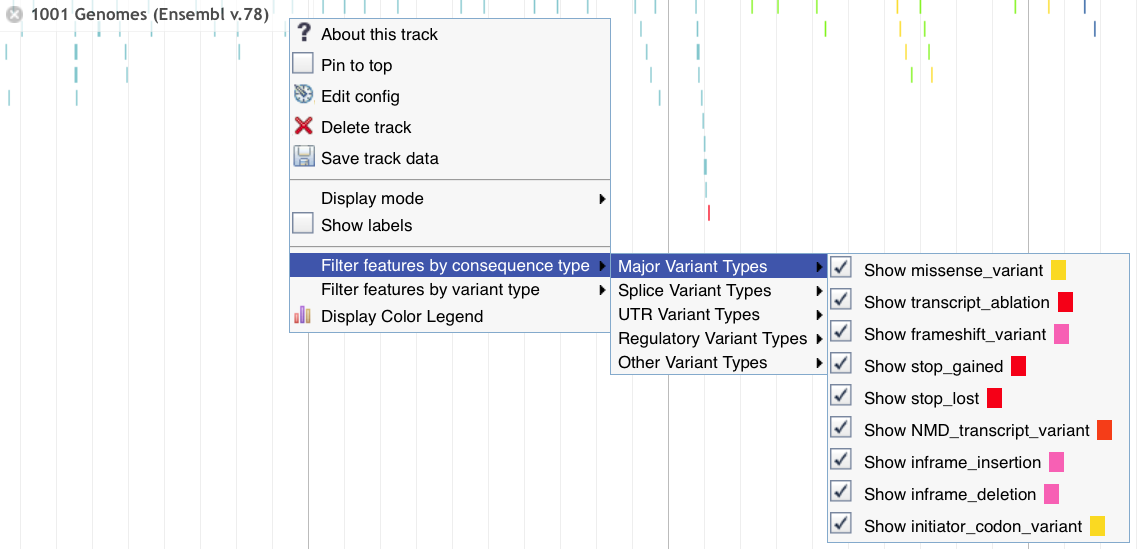 1001 Genomes (Ensembl v.78)
About this track
Pin to top
Edit config
Delete track
Save track data
Display mode
Show labels
Filter features by consequence type
Filter features by variant type
Display Color Legend
Major Variant Types
Splice Variant Types
UTR Variant Types
Regulatory Variant Types
Other Variant Types
Show missense_variant
Show transcript_ablation
Show frameshift_variant
Show stop_gained
Show stop_lost
Show NMD_transcript_variant
Show inframe_insertion
Show inframe_deletion
Show initiator_codon_variant